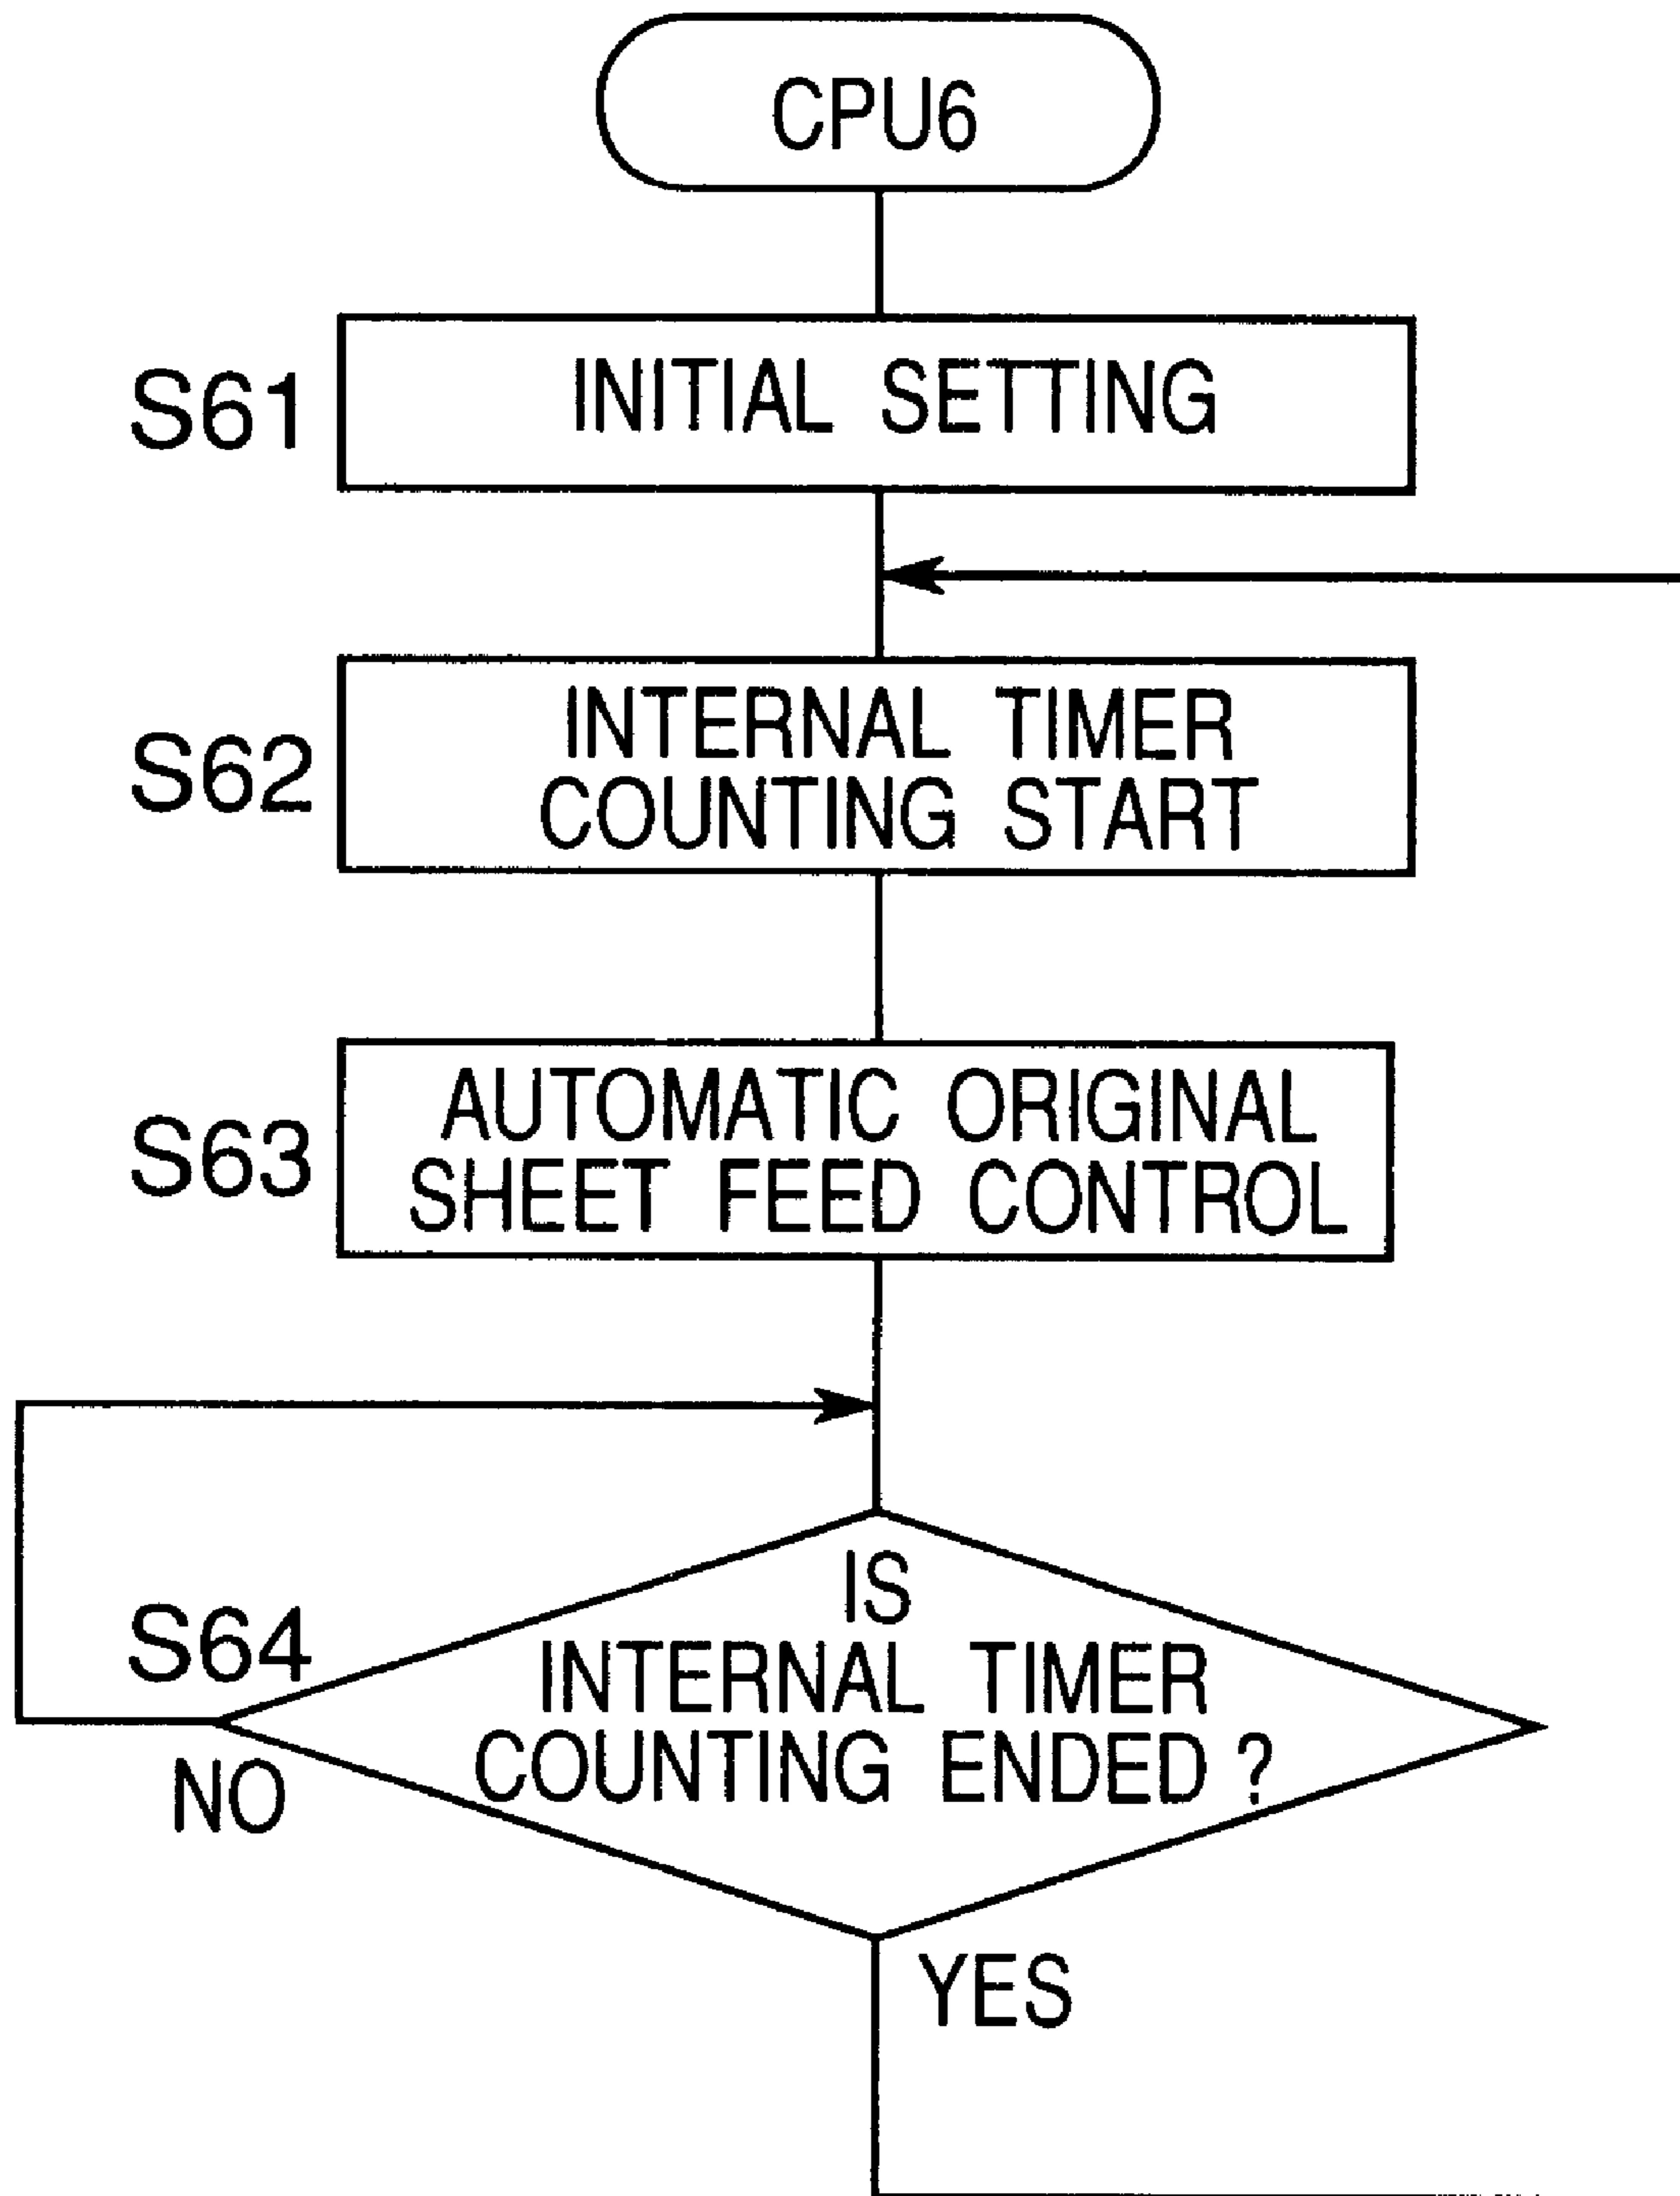 CPU6
S61
INITIAL SETTING
S62
INTERNAL TIMER
COUNTING START
S63
AUTOMATIC ORIGINAL
SHEET FEED CONTROL
S64
IS
INTERNAL TIMER
COUNTING ENDED ?
NO
YES